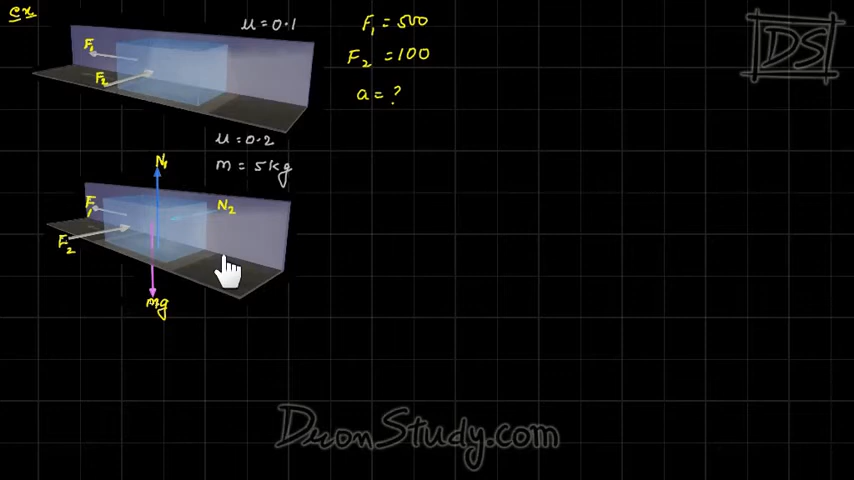 Ex
μ = 0.1
F₁ = 500
F₁
F₂ = 100
F₂
a = ?
DS
μ = 0.2
m = 5kg
N₁
F₁
N₂
F₂
mg
DronStudy.com